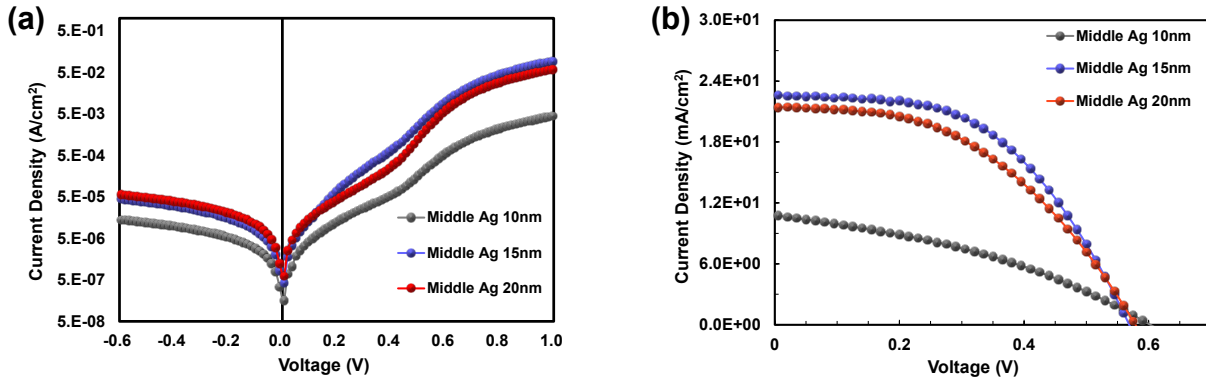 (a)
5.E-01
5.E-02
5.E-03
5.E-04
5.E-05
5.E-06
5.E-07
5.E-08
Current Density (A/cm²)
-0.6 -0.4 -0.2 0.0 0.2 0.4 0.6 0.8 1.0
Voltage (V)
Middle Ag 10nm
Middle Ag 15nm
Middle Ag 20nm
(b)
3.0E+01
2.4E+01
1.8E+01
1.2E+01
6.0E+00
0.0E+00
Current Density (mA/cm²)
0 0.2 0.4 0.6
Voltage (V)
Middle Ag 10nm
Middle Ag 15nm
Middle Ag 20nm